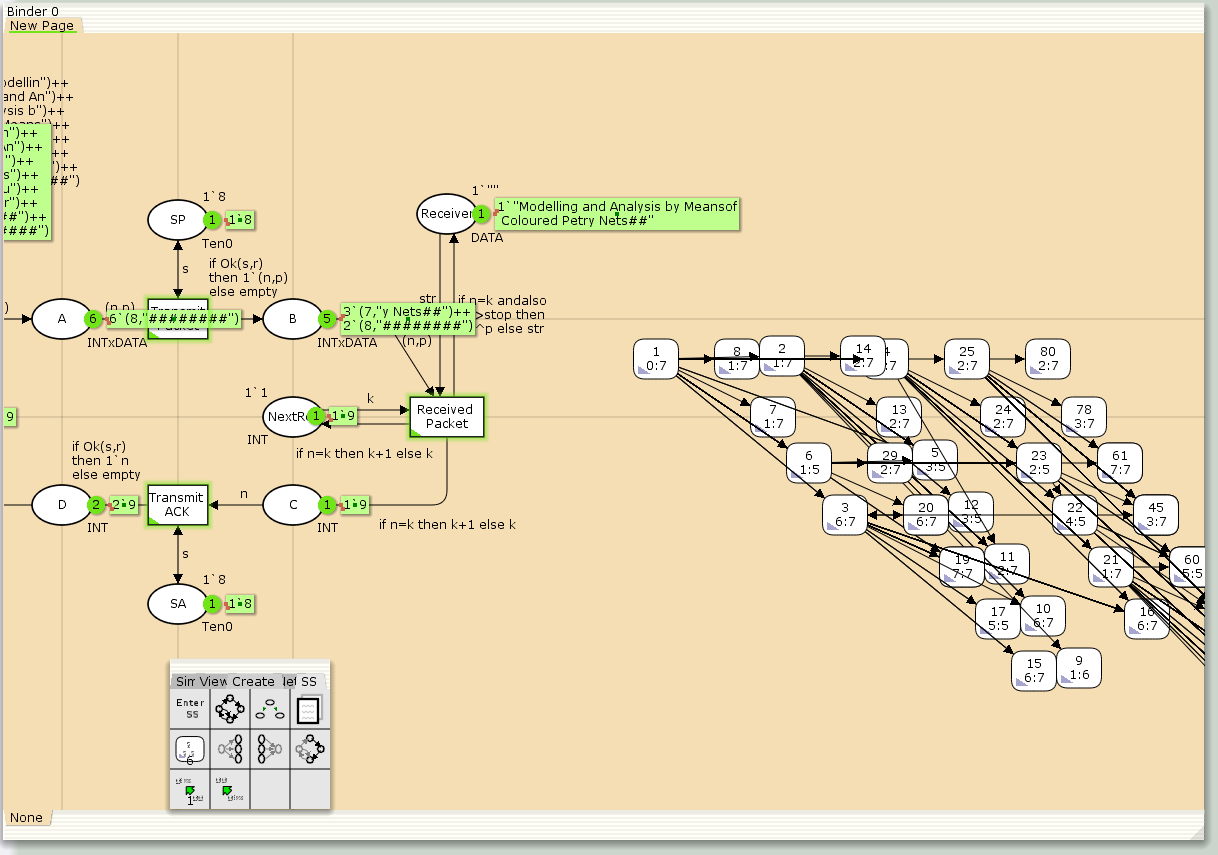 Binder 0
New Page
odellin")++
and An")++
ysis b")++
++
n")++
++
An")++
++
")++
")++
s")++
##")
u")++
r")++
##")++
####")
1`8
SP
1
1`8
Ten0
s
if Ok(s,r)
then 1`(n,p)
else empty
1`""
Receiver
1
1`"Modelling and Analysis by Meansof
Coloured Petry Nets##"
DATA
)
A
6
(n,p)
6`(8,"########")
INTxDATA
B
5
3`(7,"y Nets##")++
2`(8,"########")
INTxDATA
(n,p)
str
if n=k andalso
>stop then
^p else str
9
1`1
NextRe
1
1`9
INT
k
Received
Packet
if n=k then k+1 else k
if Ok(s,r)
then 1`n
else empty
D
2
2`9
INT
Transmit
ACK
n
C
1
1`9
INT
if n=k then k+1 else k
s
1`8
SA
1
1`8
Ten0
1
0:7
8
1:7
2
1:7
14
2:7
4
:7
25
2:7
80
2:7
7
1:7
13
2:7
24
2:7
78
3:7
6
1:5
29
2:7
5
3:5
23
2:5
61
7:7
3
6:7
20
6:7
12
3:5
22
4:5
45
3:7
19
7:7
11
2:7
21
1:7
60
5:5
17
5:5
10
6:7
16
6:7
15
6:7
9
1:6
Sim
View
Create
Net
SS
Enter
SS
6
1
None